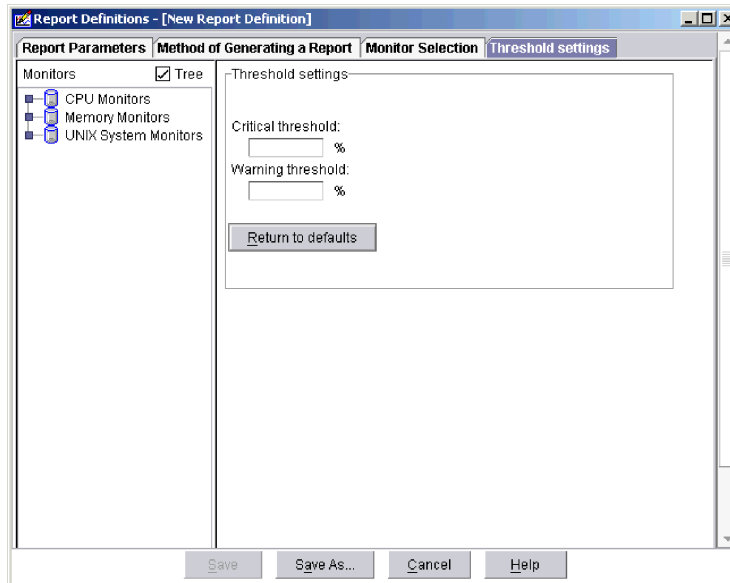 Report Definitions - [New Report Definition]
Report Parameters Method of Generating a Report Monitor Selection Threshold settings
Monitors Tree
CPU Monitors
Memory Monitors
UNIX System Monitors
Threshold settings
Critical threshold:
%
Warning threshold:
%
Return to defaults
Save Save As... Cancel Help